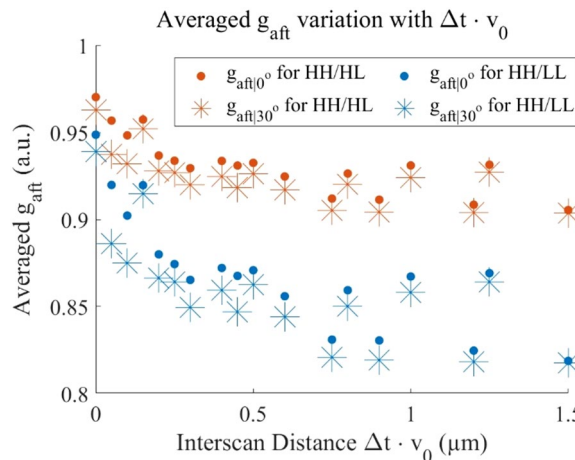 Averaged g_aft variation with Δt · v_0
g_aft|0° for HH/HL
g_aft|0° for HH/LL
g_aft|30° for HH/HL
g_aft|30° for HH/LL
Averaged g_aft (a.u.)
1
0.95
0.9
0.85
0.8
0
0.5
1
1.5
Interscan Distance Δt · v_0 (μm)